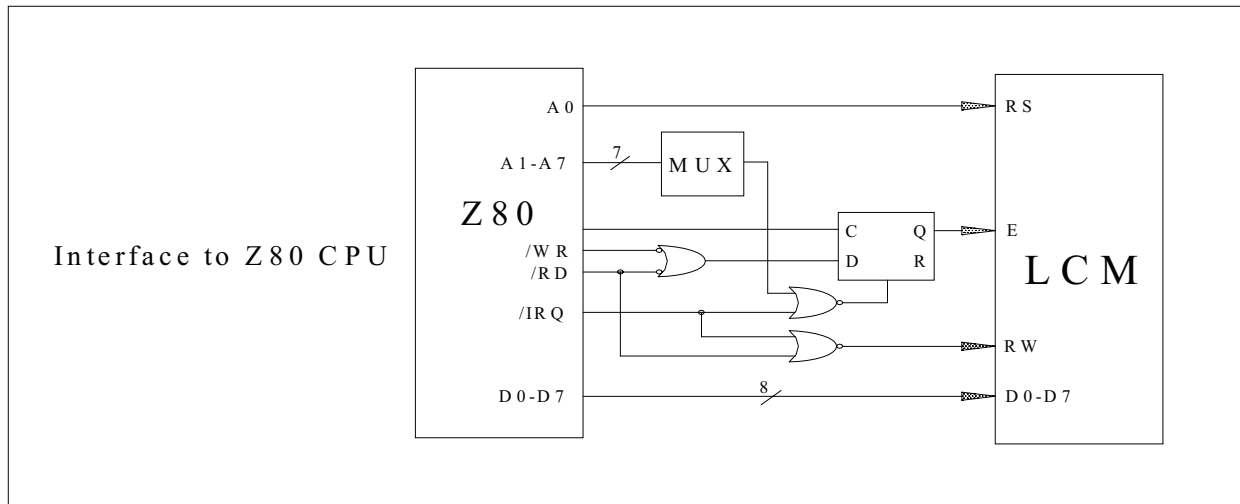 Interface to Z80 CPU
Z80
A0
A1-A7
/WR
/RD
/IRQ
D0-D7
7
MUX
C Q
D R
8
LCM
RS
E
RW
D0-D7